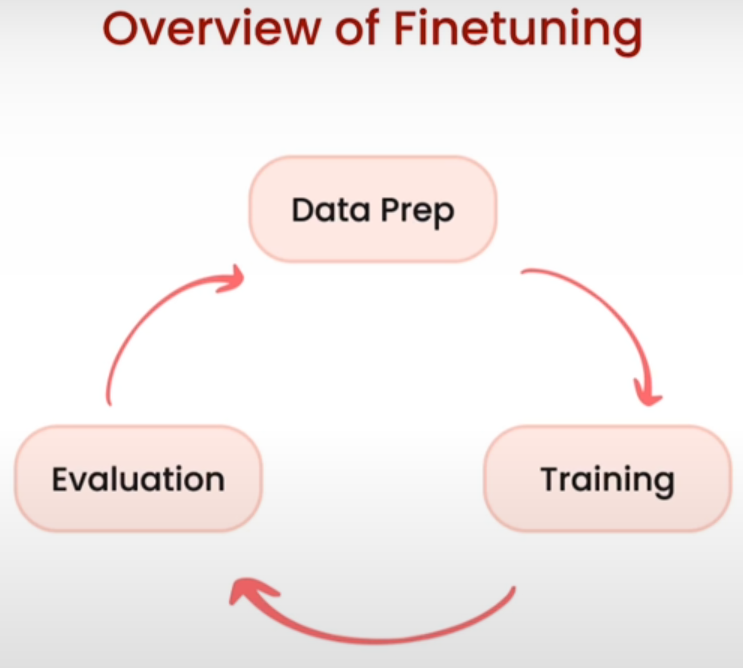 Overview of Finetuning
Data Prep
Evaluation
Training